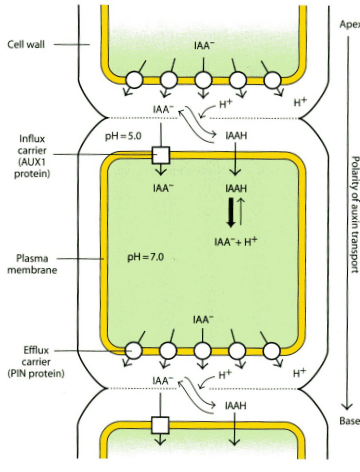 Apex
Cell wall
IAA⁻
IAA⁻
H⁺
H⁺
pH=5.0
IAAH
Influx
carrier
(AUX1
protein)
IAA⁻
IAAH
IAA⁻+ H⁺
Polarity of auxin transport
Plasma
membrane
pH=7.0
IAA⁻
Efflux
carrier
(PIN protein)
IAA⁻
H⁺
H⁺
IAAH
Base